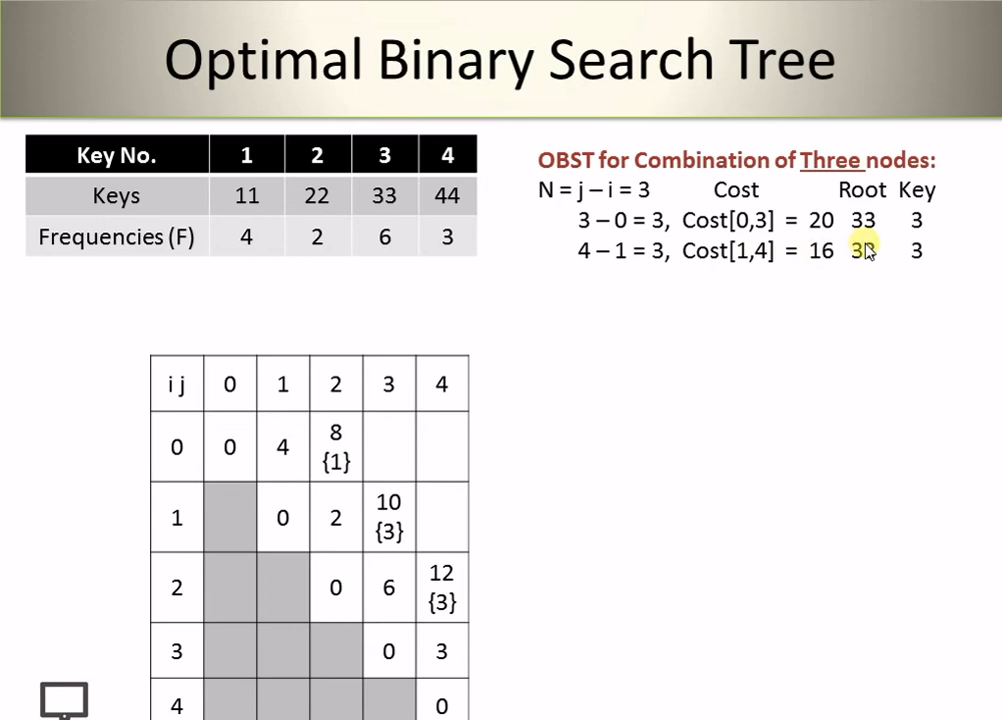 Optimal Binary Search Tree
Key No. 1 2 3 4
Keys 11 22 33 44
Frequencies (F) 4 2 6 3
OBST for Combination of Three nodes:
N = j – i = 3 Cost Root Key
3 – 0 = 3, Cost[0,3] = 20 33 3
4 – 1 = 3, Cost[1,4] = 16 33 3
i j 0 1 2 3 4
0 0 4 8 {1}
1 0 2 10 {3}
2 0 6 12 {3}
3 0 3
4 0